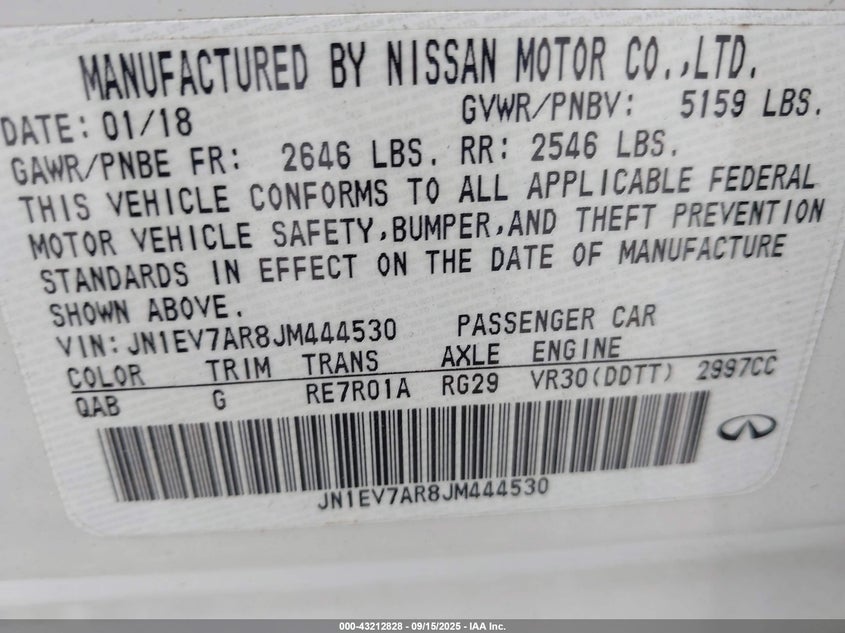 MANUFACTURED BY NISSAN MOTOR CO.,LTD.
DATE: 01/18 GVWR/PNBV: 5159 LBS.
GAWR/PNBE FR: 2646 LBS. RR: 2546 LBS.
THIS VEHICLE CONFORMS TO ALL APPLICABLE FEDERAL
MOTOR VEHICLE SAFETY,BUMPER,AND THEFT PREVENTION
STANDARDS IN EFFECT ON THE DATE OF MANUFACTURE
SHOWN ABOVE.
VIN:JN1EV7AR8JM444530 PASSENGER CAR
COLOR TRIM TRANS AXLE ENGINE
QAB G RE7R01A RG29 VR30(DDTT) 2997CC
JN1EV7AR8JM444530
000-43212828 - 09/15/2025 - IAA Inc.